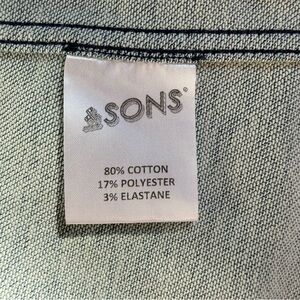 SONS
80% COTTON
17% POLYESTER
3% ELASTANE